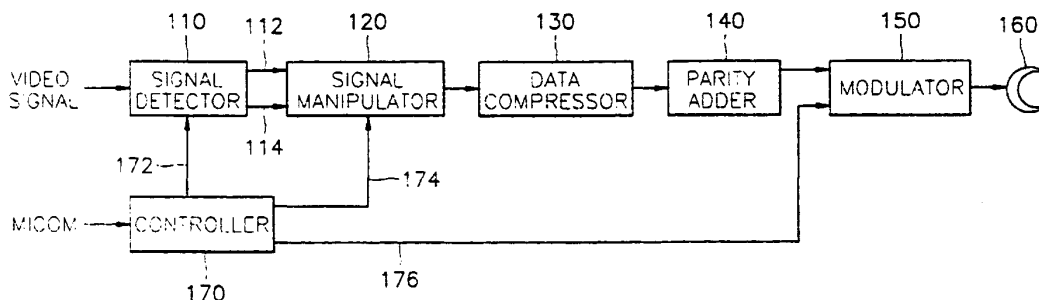 110
112
120
130
140
150
160
VIDEO
SIGNAL
SIGNAL
DETECTOR
SIGNAL
MANIPULATOR
DATA
COMPRESSOR
PARITY
ADDER
MODULATOR
114
172
174
MICOM
CONTROLLER
170
176